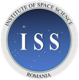 INSTITUTE OF SPACE SCIENCE
ISS
ROMANIA